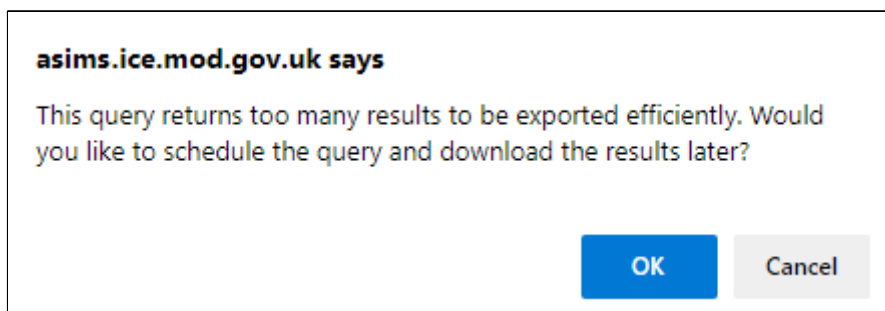 asims.ice.mod.gov.uk says
This query returns too many results to be exported efficiently. Would
you like to schedule the query and download the results later?
OK
Cancel